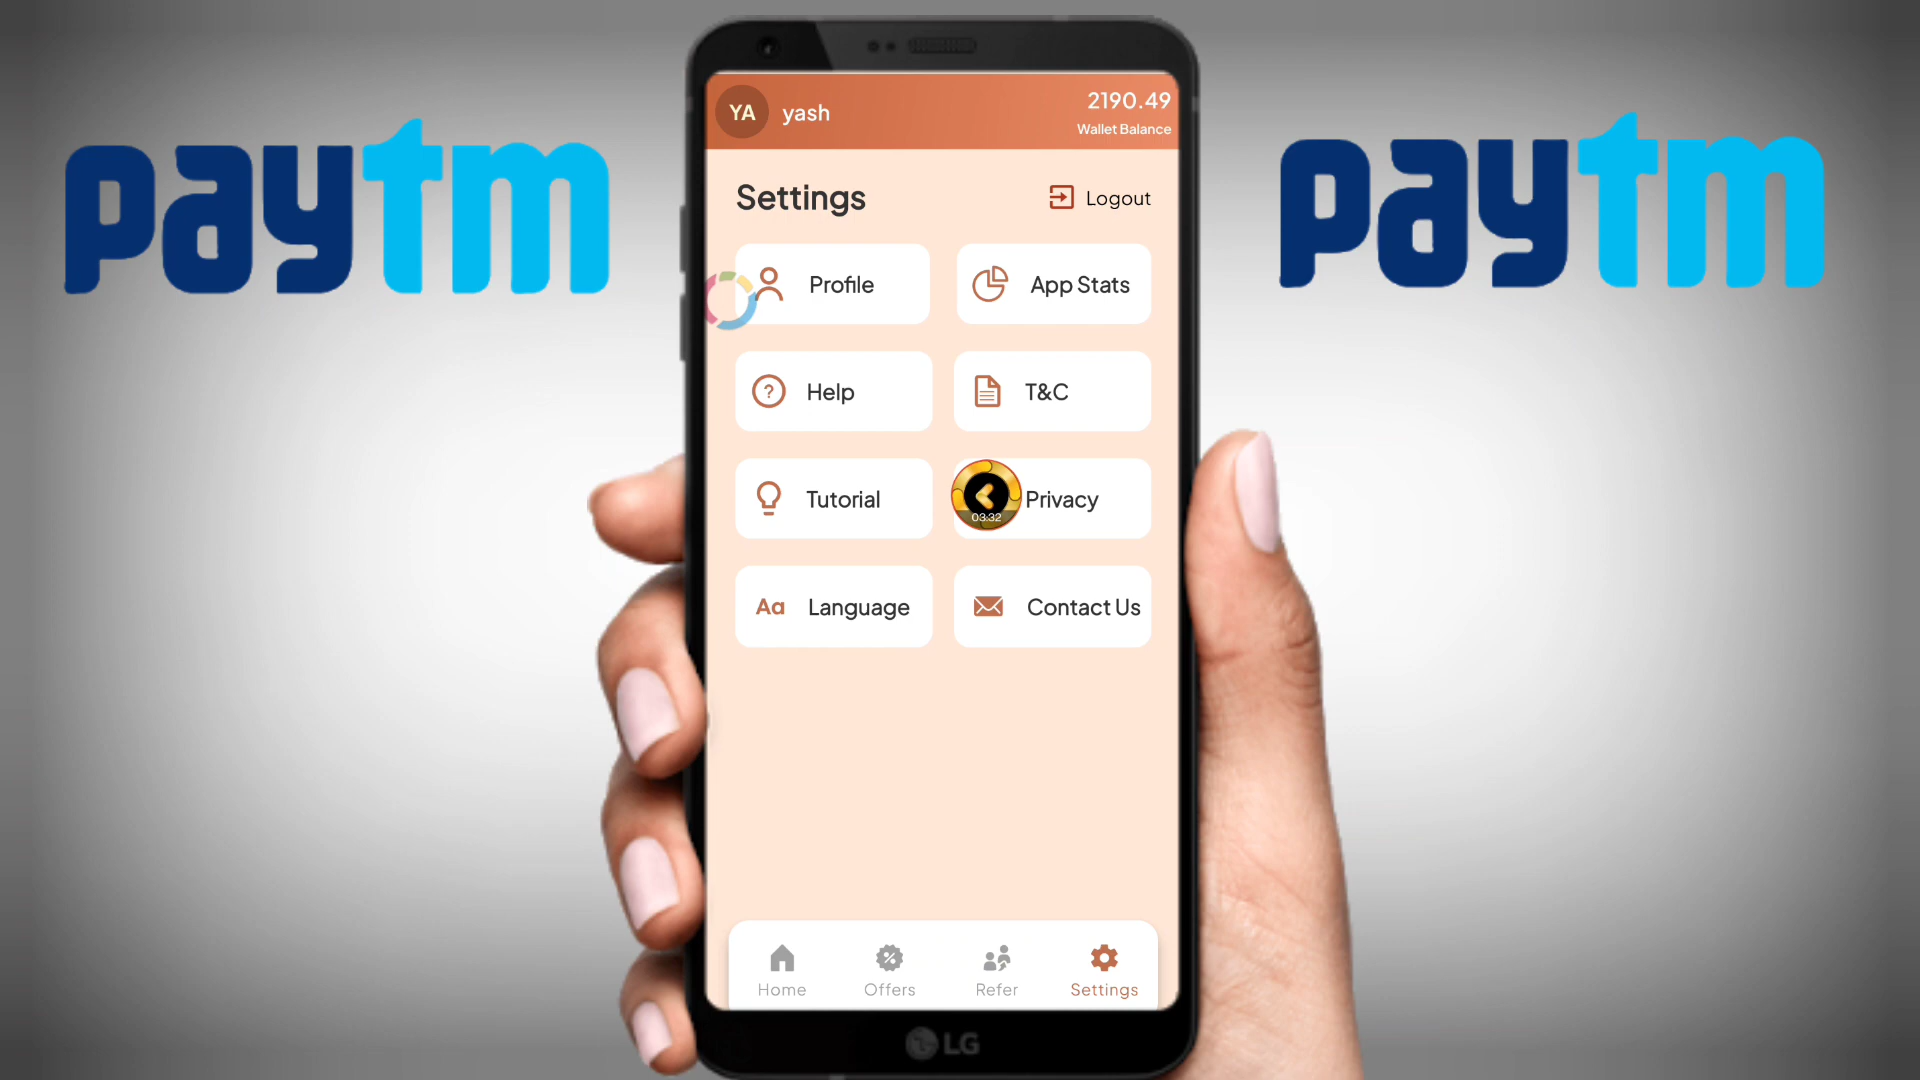 paytm
paytm
YA
yash
2190.49
Wallet Balance
Settings
Logout
Profile
App Stats
?
Help
T&C
Tutorial
03:32
Privacy
Aa
Language
Contact Us
Home
%
Offers
Refer
Settings
LG